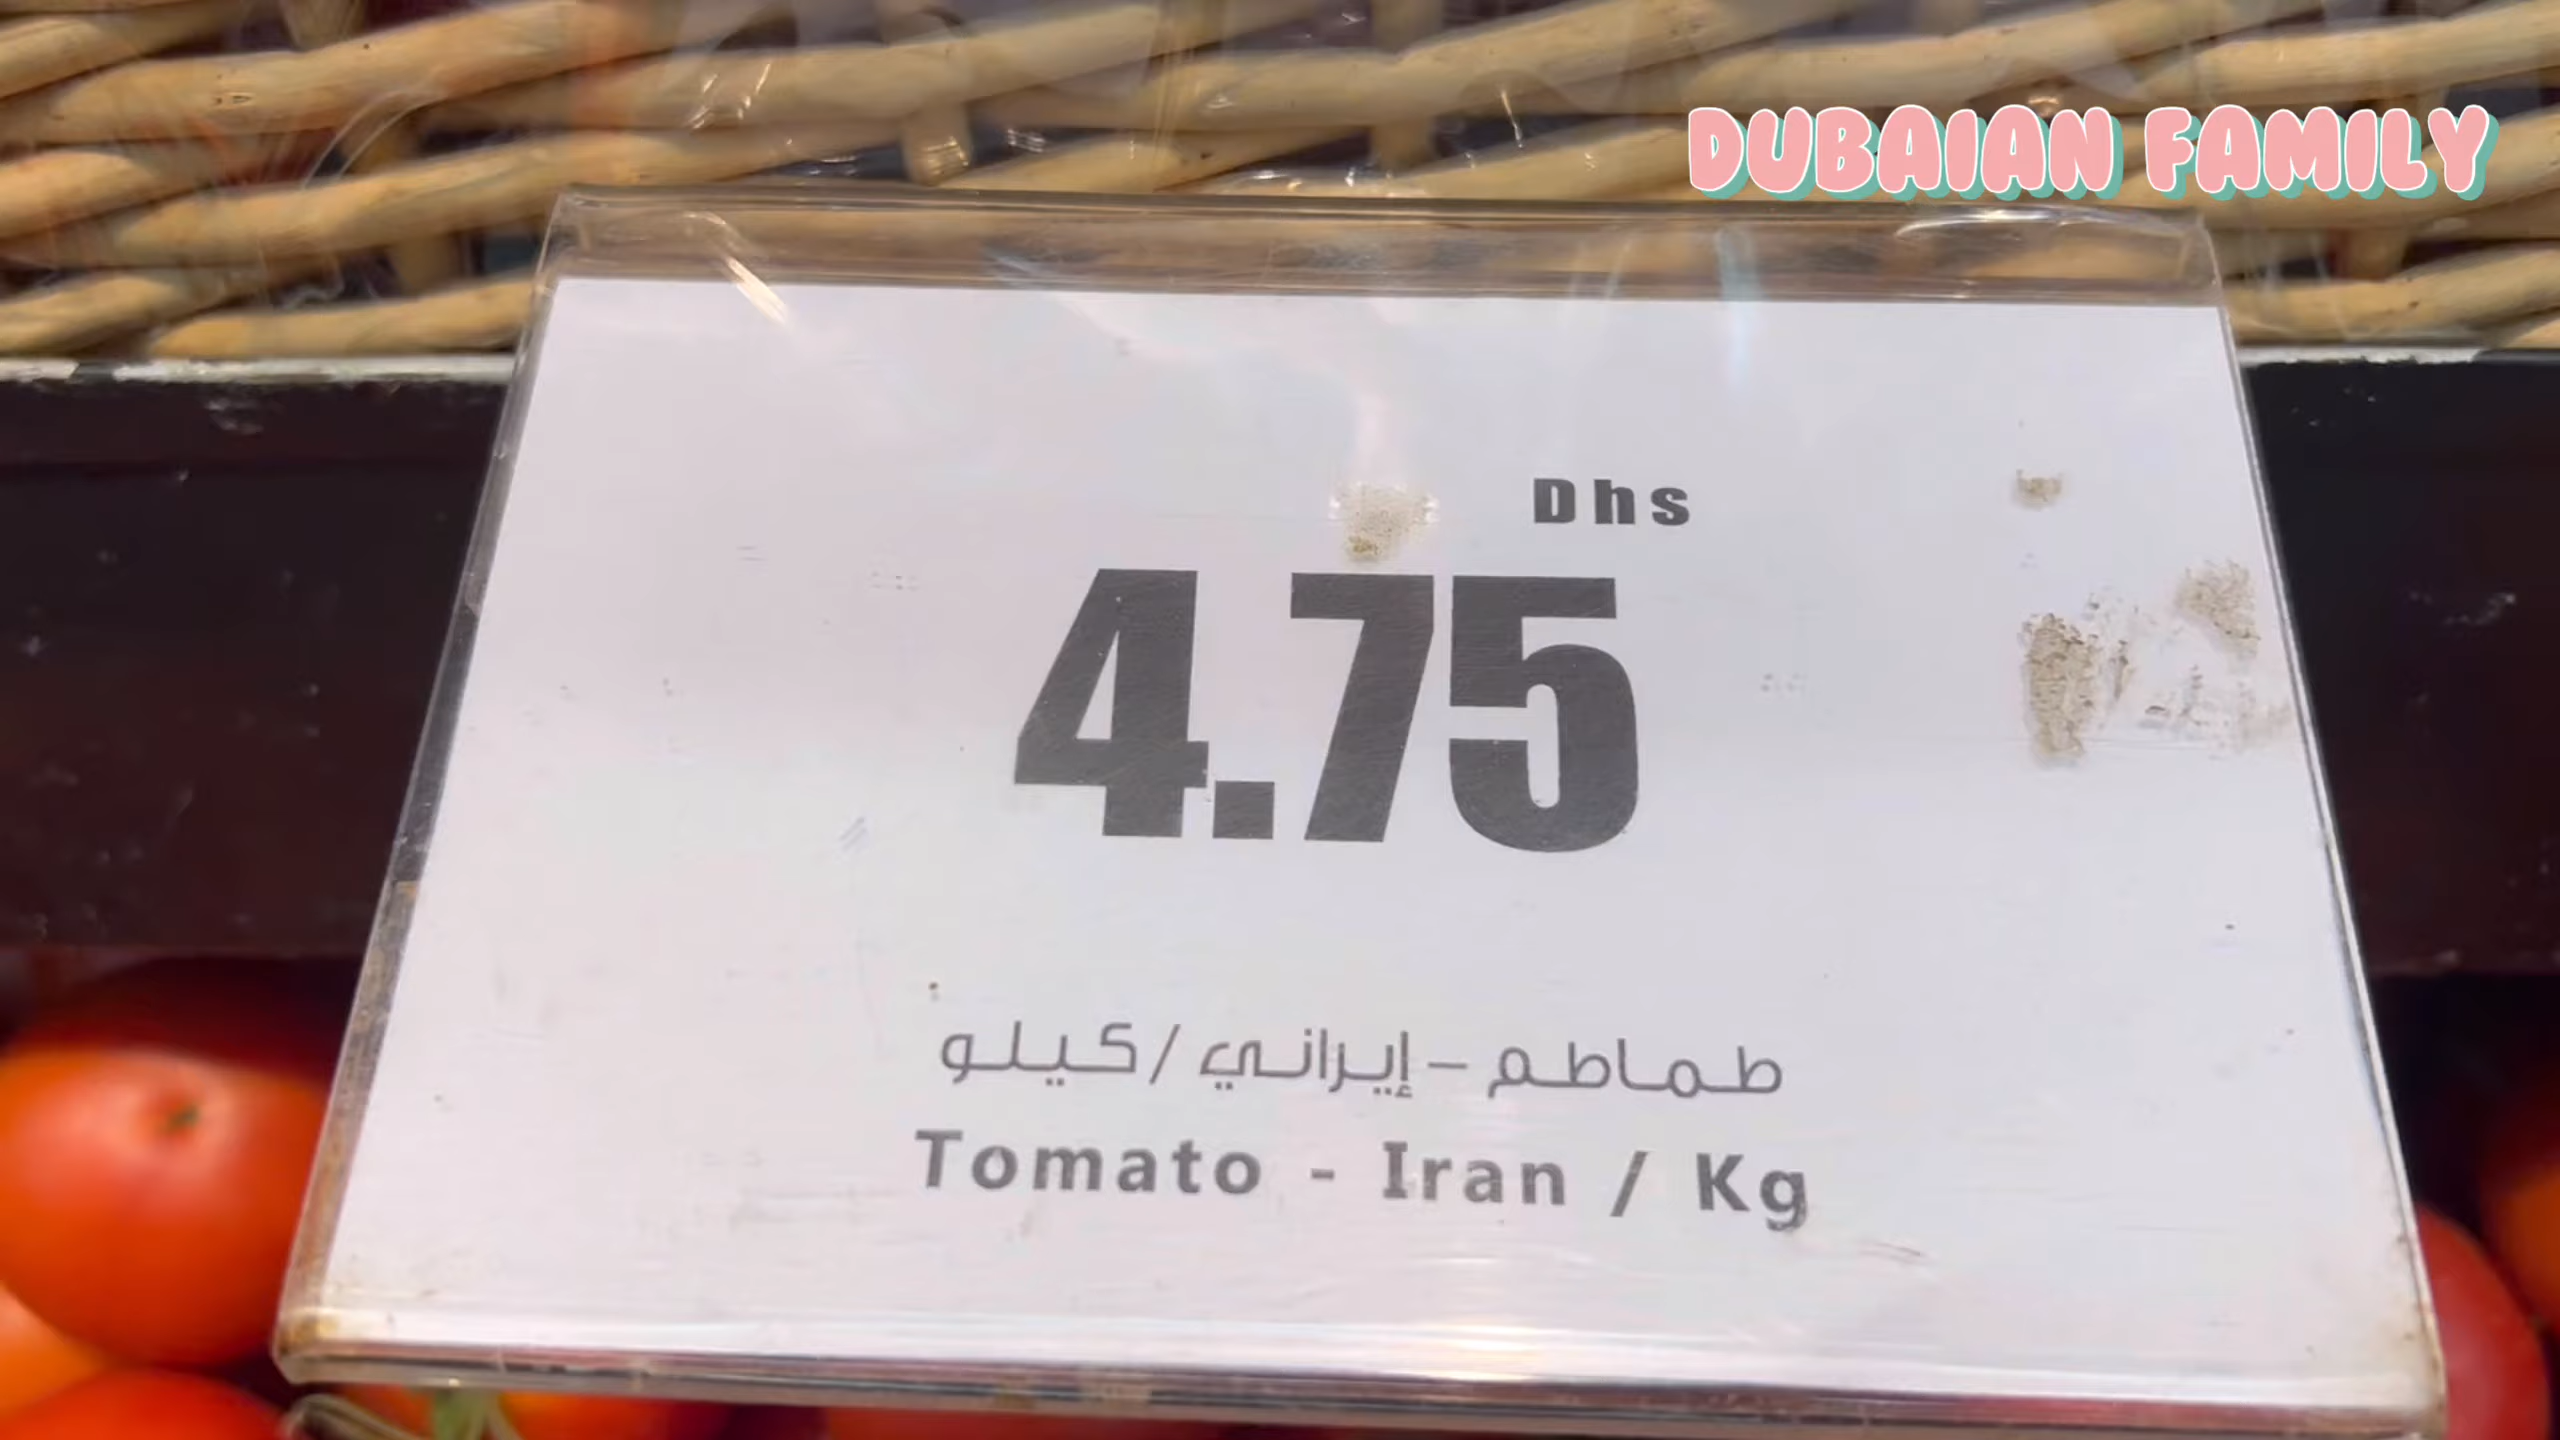 DUBAIAN FAMILY
Dhs
4.75
طماطم - إيراني / كيلو
Tomato - Iran / Kg